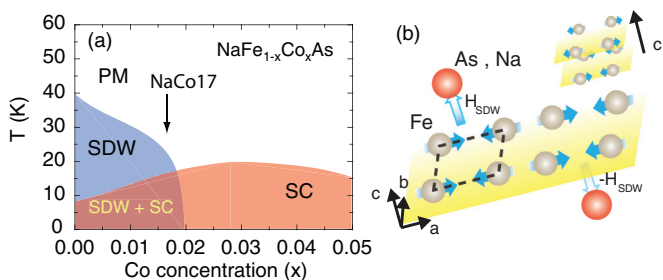 (a)
NaFe1-xCoxAs
PM
NaCo17
SDW
SDW + SC
SC
T (K)
60
50
40
30
20
10
0
0.00
0.01
0.02
0.03
0.04
0.05
Co concentration (x)
(b)
As , Na
HSDW
Fe
-HSDW
c
b
a
c